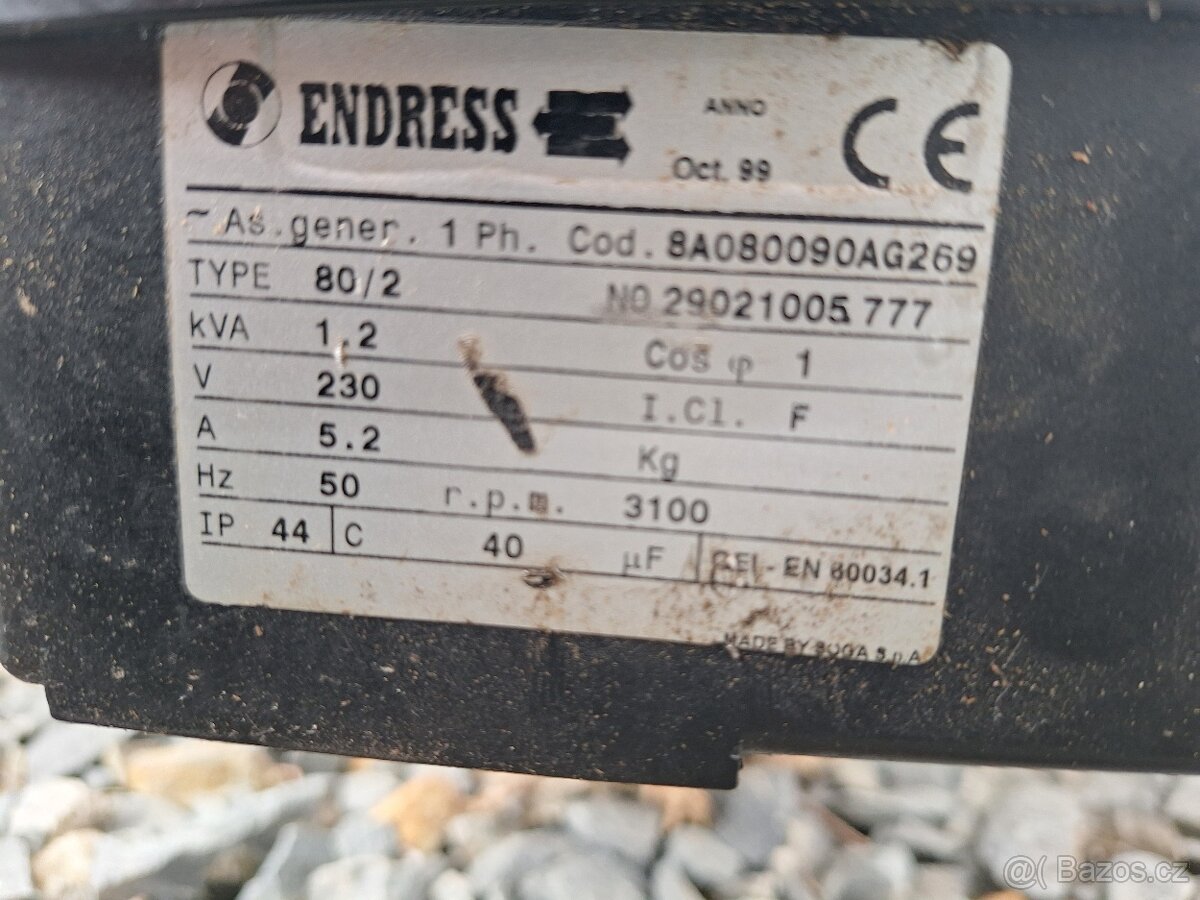 ENDRESS
ANNO
Oct. 99
CE
~ As.gener. 1 Ph. Cod. 8A080090AG269
TYPE 80/2 NO 29021005 777
kVA 1.2 Cos φ 1
V 230 I.Cl. F
A 5.2 Kg
Hz 50 r.p.m. 3100
IP 44 C 40 µF CEI - EN 60034.1
MADE BY SOGA S.p.A
Bazos.cz